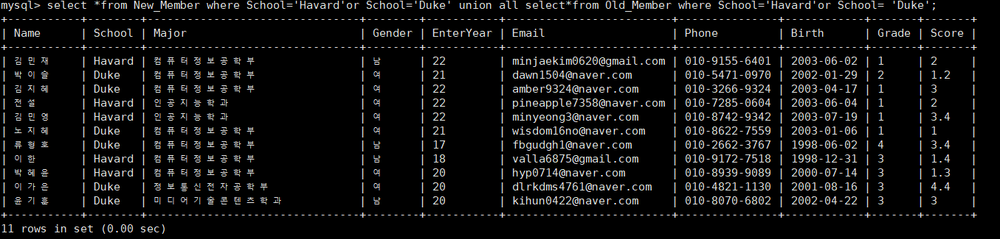 mysql> select *from New_Member where School='Havard'or School='Duke' union all select*from Old_Member where School='Havard'or School= 'Duke';
+-----------+--------+------------------------------+--------+-----------+--------------------------+---------------+------------+-------+-------+
| Name | School | Major | Gender | EnterYear | Email | Phone | Birth | Grade | Score |
+-----------+--------+------------------------------+--------+-----------+--------------------------+---------------+------------+-------+-------+
| 김민재 | Havard | 컴퓨터정보공학부 | 남 | 22 | minjaekim0620@gmail.com | 010-9155-6401 | 2003-06-02 | 1 | 2 |
| 박이슬 | Duke | 컴퓨터정보공학부 | 여 | 21 | dawn1504@naver.com | 010-5471-0970 | 2002-01-29 | 2 | 1.2 |
| 김지혜 | Duke | 컴퓨터정보공학부 | 여 | 22 | amber9324@naver.com | 010-3266-9324 | 2003-04-17 | 1 | 3 |
| 전설 | Havard | 인공지능학과 | 여 | 22 | pineapple7358@naver.com | 010-7285-0604 | 2003-06-04 | 1 | 2 |
| 김민영 | Havard | 인공지능학과 | 여 | 22 | minyeong3@naver.com | 010-8742-9342 | 2003-07-19 | 1 | 3.4 |
| 노지혜 | Duke | 컴퓨터정보공학부 | 여 | 21 | wisdom16no@naver.com | 010-8622-7559 | 2003-01-06 | 1 | 1 |
| 류형호 | Duke | 컴퓨터정보공학부 | 남 | 17 | fbgudgh1@naver.com | 010-2662-3767 | 1998-06-02 | 4 | 3.4 |
| 이한 | Havard | 컴퓨터정보공학부 | 남 | 18 | valla6875@gmail.com | 010-9172-7518 | 1998-12-31 | 3 | 1.4 |
| 박혜윤 | Havard | 컴퓨터정보공학부 | 여 | 20 | hyp0714@naver.com | 010-8939-9089 | 2000-07-14 | 3 | 1.3 |
| 이가은 | Duke | 정보통신전자공학부 | 여 | 20 | dlrkdms4761@naver.com | 010-4821-1130 | 2001-08-16 | 3 | 4.4 |
| 윤기훈 | Duke | 미디어기술콘텐츠학과 | 남 | 20 | kihun0422@naver.com | 010-8070-6802 | 2002-04-22 | 3 | 3 |
+-----------+--------+------------------------------+--------+-----------+--------------------------+---------------+------------+-------+-------+
11 rows in set (0.00 sec)